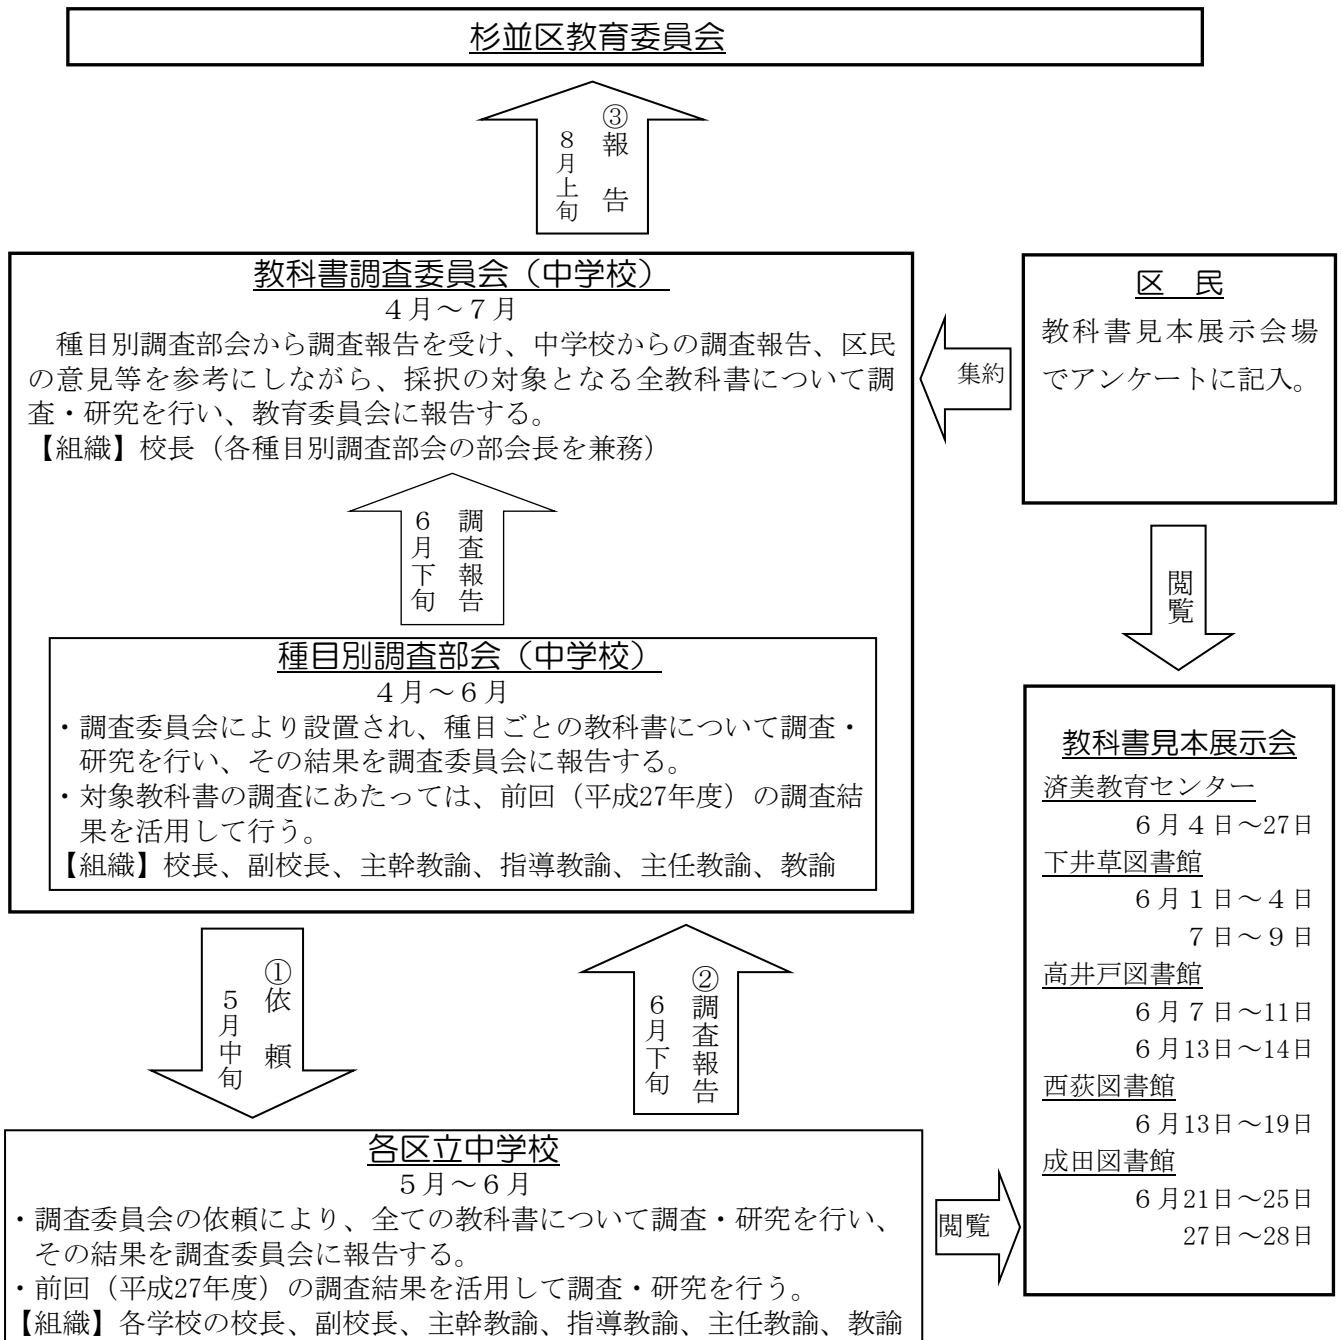 杉並区教育委員会
③報　告
８月上旬
教科書調査委員会（中学校）
４月～７月
種目別調査部会から調査報告を受け、中学校からの調査報告、区民
の意見等を参考にしながら、採択の対象となる全教科書について調
査・研究を行い、教育委員会に報告する。
【組織】校長（各種目別調査部会の部会長を兼務）
集約
区　民
教科書見本展示会場
でアンケートに記入。
調査報告
６月下旬
閲覧
種目別調査部会（中学校）
４月～６月
・調査委員会により設置され、種目ごとの教科書について調査・
研究を行い、その結果を調査委員会に報告する。
・対象教科書の調査にあたっては、前回（平成27年度）の調査結
果を活用して行う。
【組織】校長、副校長、主幹教諭、指導教諭、主任教諭、教諭
教科書見本展示会
済美教育センター
６月４日～27日
下井草図書館
６月１日～４日
７日～９日
高井戸図書館
６月７日～11日
６月13日～14日
西荻図書館
６月13日～19日
成田図書館
６月21日～25日
27日～28日
①依　頼
５月中旬
②調査報告
６月下旬
各区立中学校
５月～６月
・調査委員会の依頼により、全ての教科書について調査・研究を行い、
その結果を調査委員会に報告する。
・前回（平成27年度）の調査結果を活用して調査・研究を行う。
【組織】各学校の校長、副校長、主幹教諭、指導教諭、主任教諭、教諭
閲覧